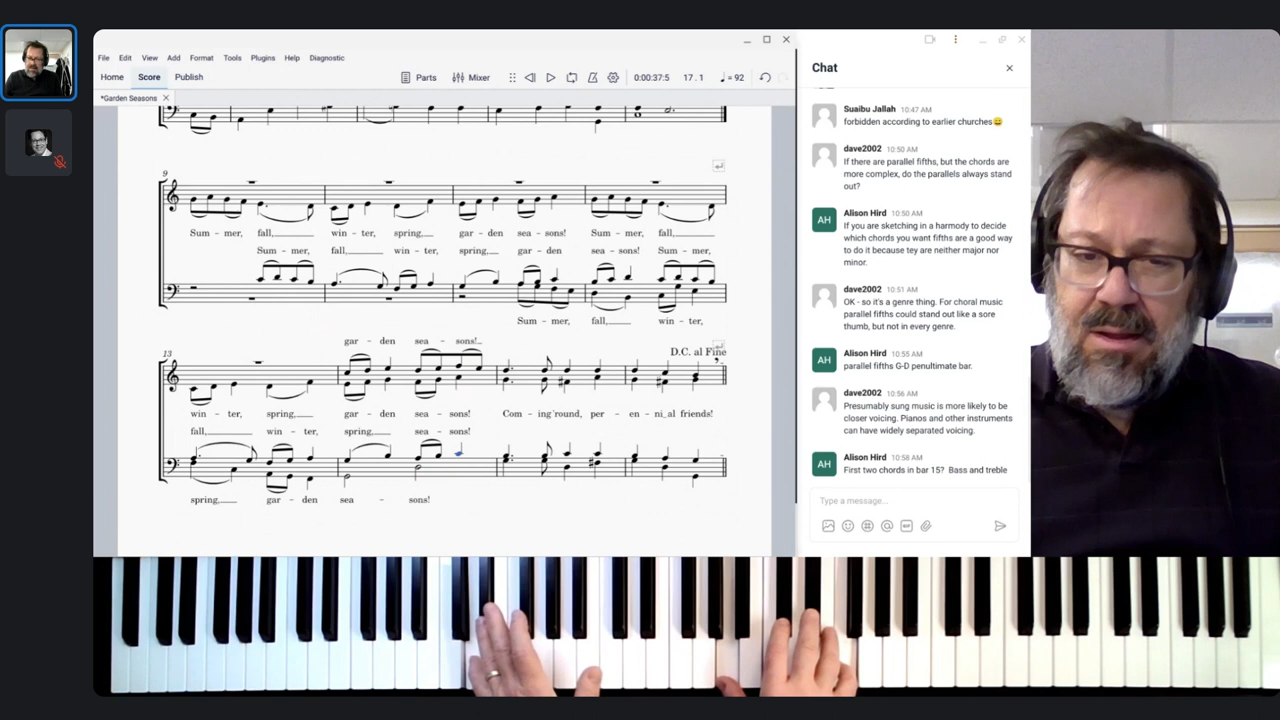 File Edit View Add Format Tools Plugins Help Diagnostic
Home Score Publish Parts Mixer 0:00:37:5 17 . 1 = 92
*Garden Seasons
9
Sum - mer, fall, win - ter, spring, gar - den sea - sons! Sum - mer, fall,
Sum - mer, fall, win - ter, spring, gar - den sea - sons! Sum - mer,
Sum - mer, fall, win - ter,
gar - den sea - sons!
D.C. al Fine
13
win - ter, spring, gar - den sea - sons! Com - ing 'round, per - en - ni_al friends!
fall, win - ter, spring, sea - sons!
spring, gar - den sea - sons!
Chat
Suaibu Jallah 10:47 AM
forbidden according to earlier churches😄
dave2002 10:50 AM
If there are parallel fifths, but the chords are
more complex, do the parallels always stand
out?
AH Alison Hird 10:50 AM
If you are sketching in a harmody to decide
which chords you want fifths are a good way
to do it because tey are neither major nor
minor.
dave2002 10:51 AM
OK - so it's a genre thing. For choral music
parallel fifths could stand out like a sore
thumb, but not in every genre.
AH Alison Hird 10:55 AM
parallel fifths G-D penultimate bar.
dave2002 10:56 AM
Presumably sung music is more likely to be
closer voicing. Pianos and other instruments
can have widely separated voicing.
AH Alison Hird 10:58 AM
First two chords in bar 15? Bass and treble
Type a message...
GIF